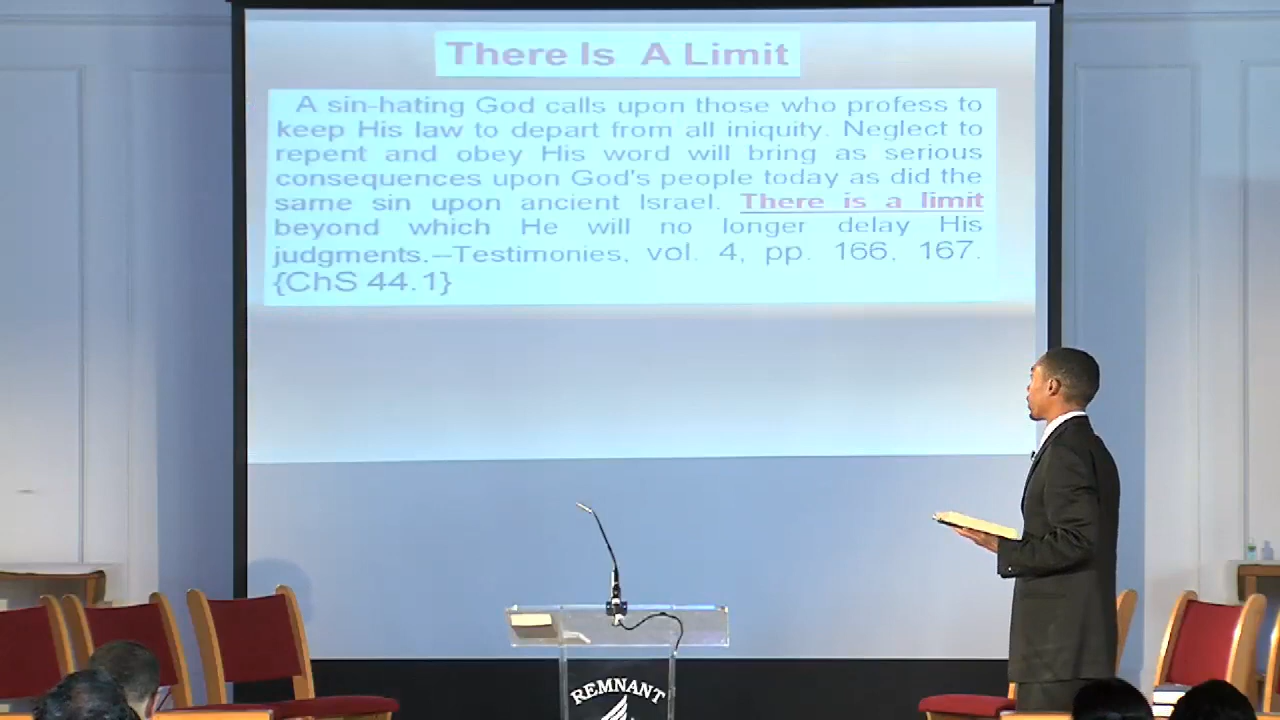 There Is A Limit
A sin-hating God calls upon those who profess to
keep His law to depart from all iniquity. Neglect to
repent and obey His word will bring as serious
consequences upon God's people today as did the
same sin upon ancient Israel. There is a limit
beyond which He will no longer delay His
judgments.--Testimonies, vol. 4, pp. 166, 167.
{ChS 44.1}
REMNANT